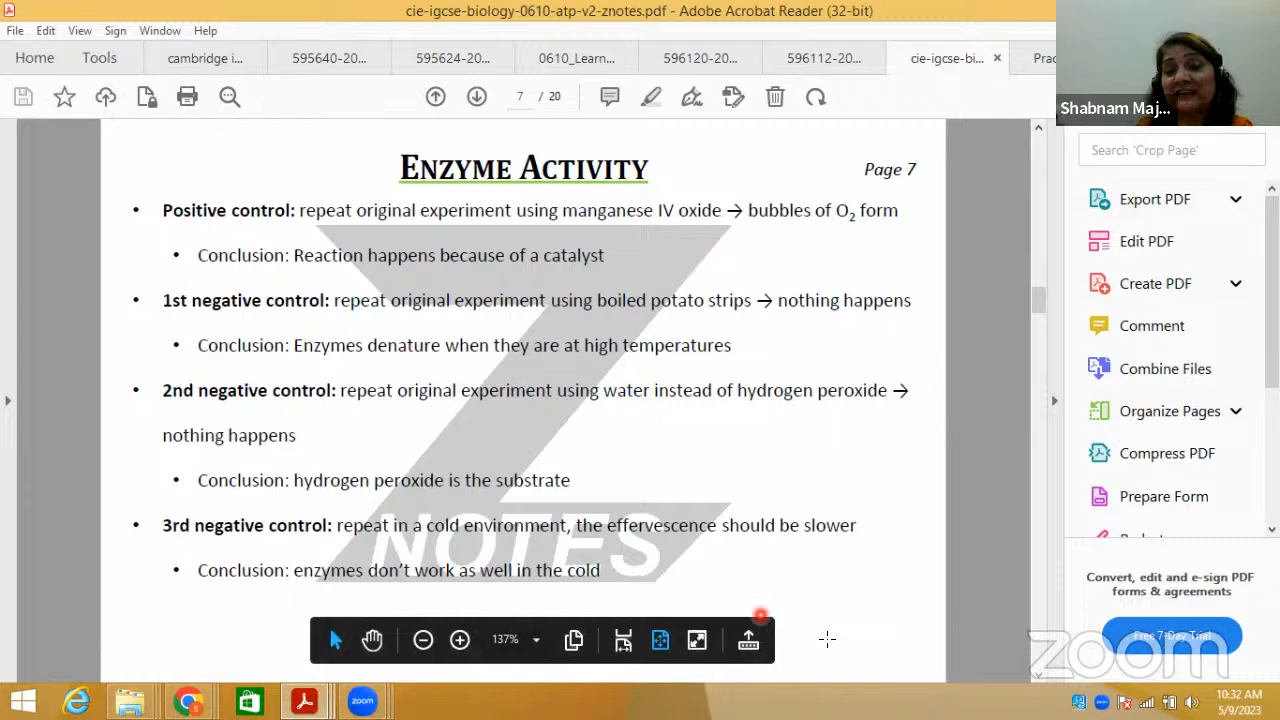 cie-igcse-biology-0610-atp-v2-znotes.pdf - Adobe Acrobat Reader (32-bit)
File Edit View Sign Window Help
Home Tools cambridge i... 595640-20... 595624-20... 0610_Learn... 596120-20... 596112-20... cie-igcse-bi... × Prac
7 / 20
Shabnam Maj...
Search 'Crop Page'
ENZYME ACTIVITY Page 7
• Positive control: repeat original experiment using manganese IV oxide → bubbles of O₂ form
• Conclusion: Reaction happens because of a catalyst
• 1st negative control: repeat original experiment using boiled potato strips → nothing happens
• Conclusion: Enzymes denature when they are at high temperatures
• 2nd negative control: repeat original experiment using water instead of hydrogen peroxide →
nothing happens
• Conclusion: hydrogen peroxide is the substrate
• 3rd negative control: repeat in a cold environment, the effervescence should be slower
• Conclusion: enzymes don't work as well in the cold
NOTES
137%
Export PDF
Edit PDF
Create PDF
Comment
Combine Files
Organize Pages
Compress PDF
Prepare Form
Convert, edit and e-sign PDF
forms & agreements
Free 7-Day Trial
zoom
zoom
10:32 AM
5/9/2023